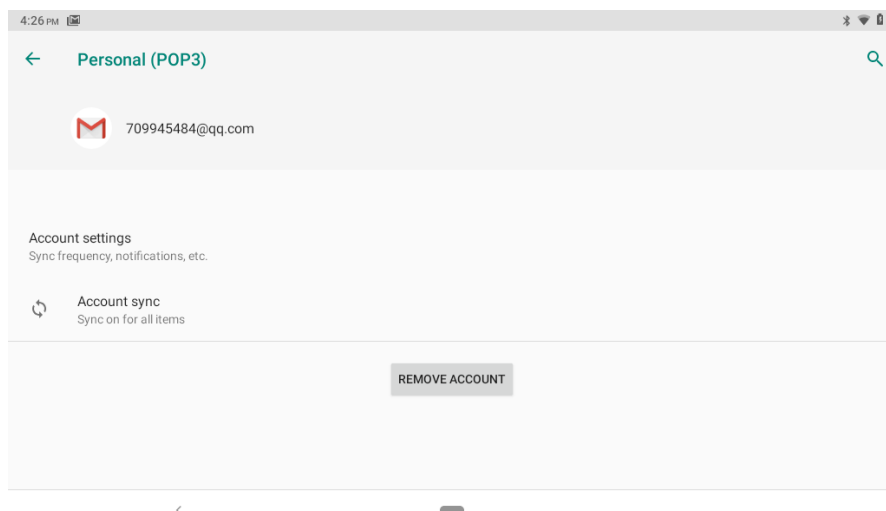 4:26 PM
Personal (POP3)
709945484@qq.com
Account settings
Sync frequency, notifications, etc.
Account sync
Sync on for all items
REMOVE ACCOUNT